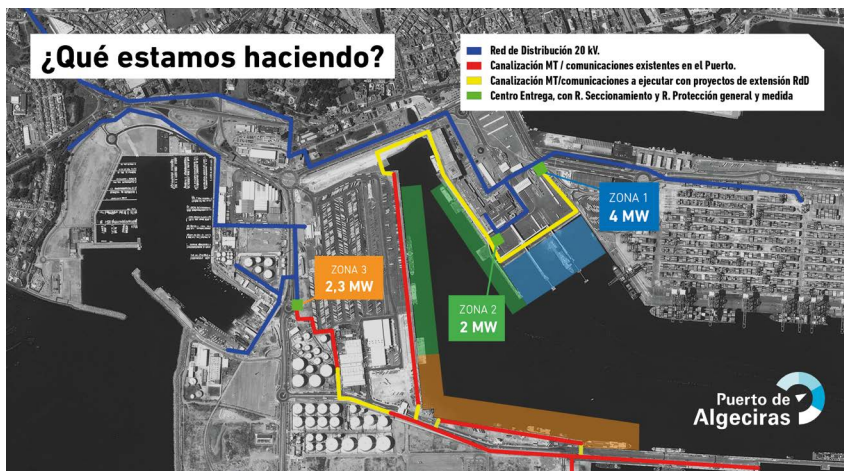 ¿Qué estamos haciendo?
Red de Distribución 20 kV.
Canalización MT / comunicaciones existentes en el Puerto.
Canalización MT/comunicaciones a ejecutar con proyectos de extensión RdD
Centro Entrega, con R. Seccionamiento y R. Protección general y medida
ZONA 1
4 MW
ZONA 3
2,3 MW
ZONA 2
2 MW
Puerto de
Algeciras